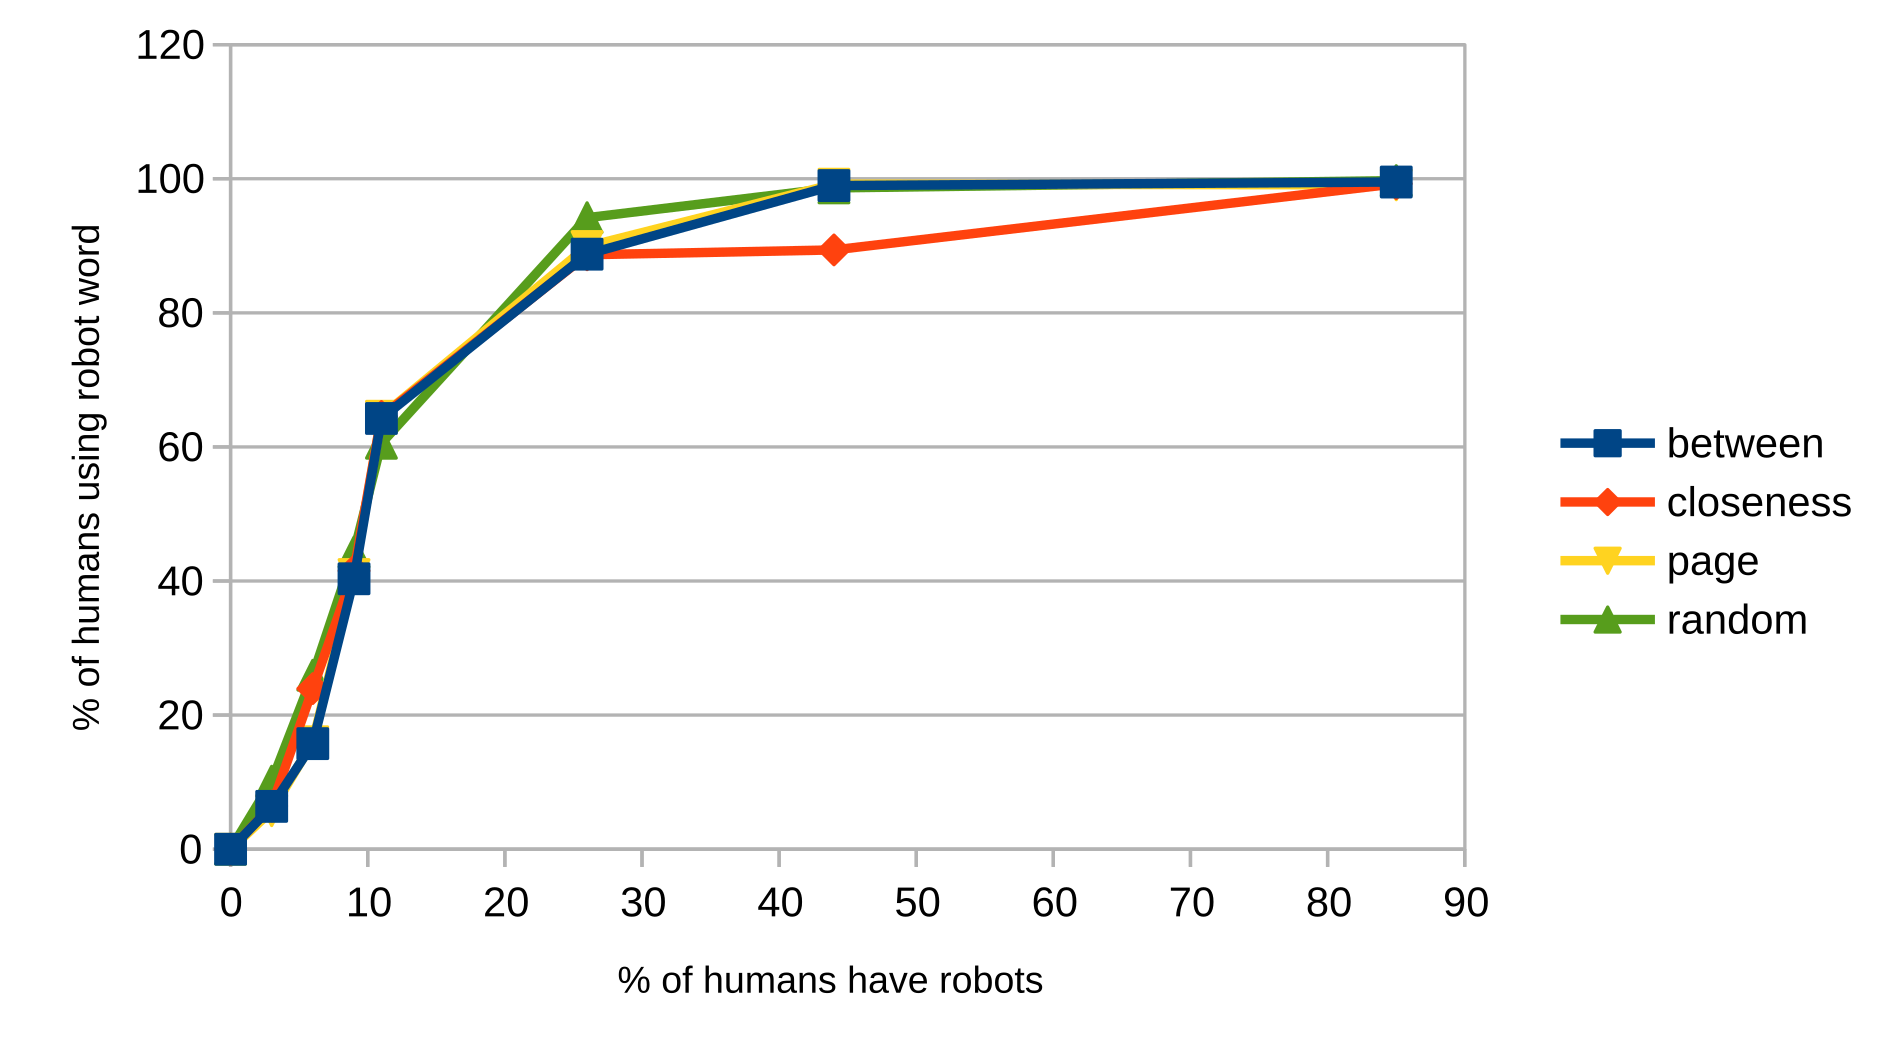 120
100
80
60
40
20
0
% of humans using robot word
0 10 20 30 40 50 60 70 80 90
% of humans have robots
between
closeness
page
random